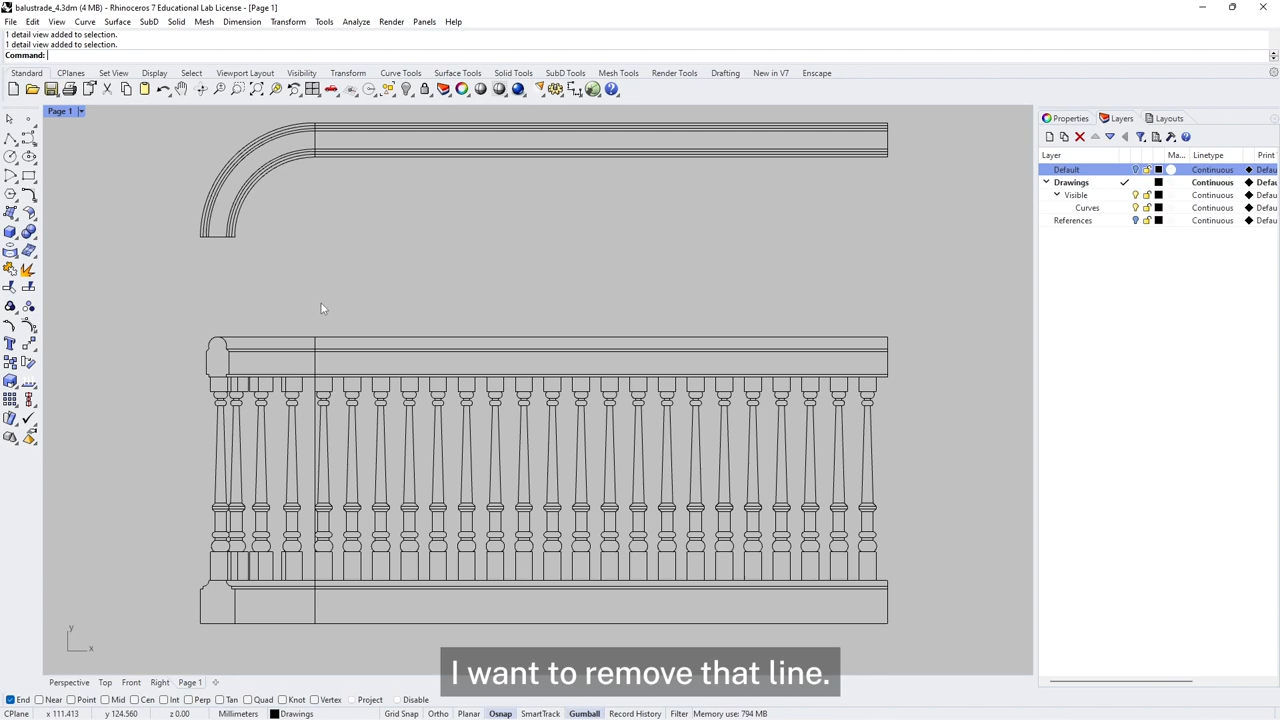 balustrade_4.3dm (4 MB) - Rhinoceros 7 Educational Lab License - [Page 1]
File Edit View Curve Surface SubD Solid Mesh Dimension Transform Tools Analyze Render Panels Help
1 detail view added to selection.
1 detail view added to selection.
Command:
Standard CPlanes Set View Display Select Viewport Layout Visibility Transform Curve Tools Surface Tools Solid Tools SubD Tools Mesh Tools Render Tools Drafting New in V7 Enscape
Page 1
Properties Layers Layouts
Layer Ma... Linetype Print
Default Continuous Defau
Drawings Continuous Defau
Visible Continuous Defau
Curves Continuous Defau
References Continuous Defau
y
x
I want to remove that line.
Perspective Top Front Right Page 1
End Near Point Mid Cen Int Perp Tan Quad Knot Vertex Project Disable
CPlane x 111.413 y 124.560 z 0.00 Millimeters Drawings Grid Snap Ortho Planar Osnap SmartTrack Gumball Record History Filter Memory use: 794 MB